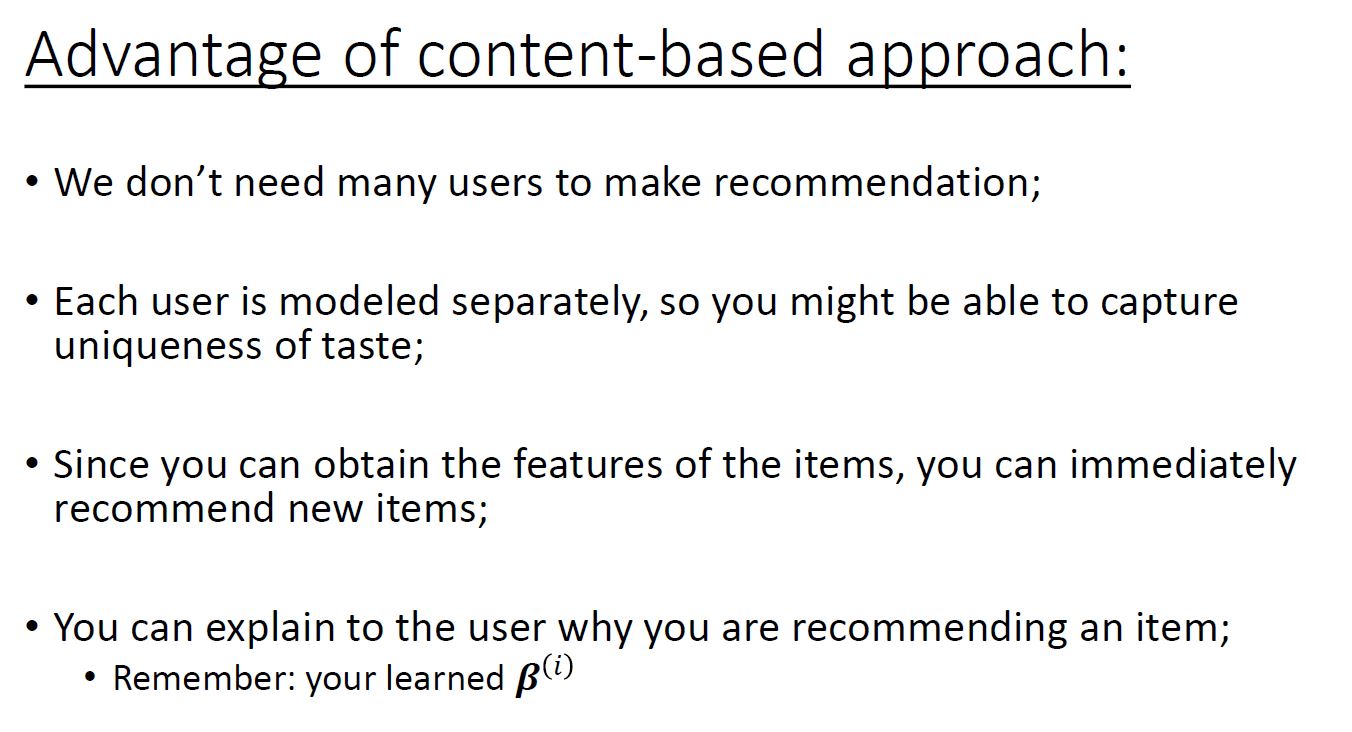 Advantage of content-based approach:
• We don’t need many users to make recommendation;
• Each user is modeled separately, so you might be able to capture
uniqueness of taste;
• Since you can obtain the features of the items, you can immediately
recommend new items;
• You can explain to the user why you are recommending an item;
• Remember: your learned 𝜷⁽ⁱ⁾